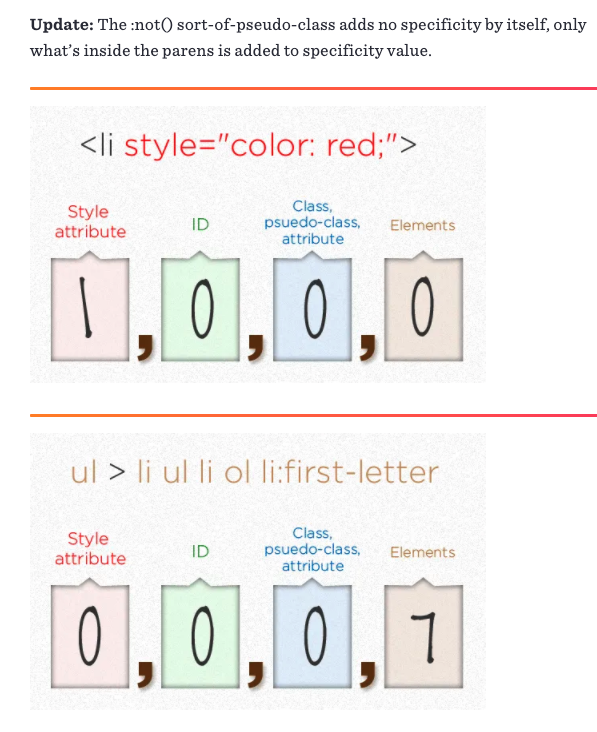 Update: The :not() sort-of-pseudo-class adds no specificity by itself, only
what's inside the parens is added to specificity value.
<li style="color: red;">
Style
attribute
ID
Class,
psuedo-class,
attribute
Elements
1 , 0 , 0 , 0
ul > li ul li ol li:first-letter
Style
attribute
ID
Class,
psuedo-class,
attribute
Elements
0 , 0 , 0 , 7